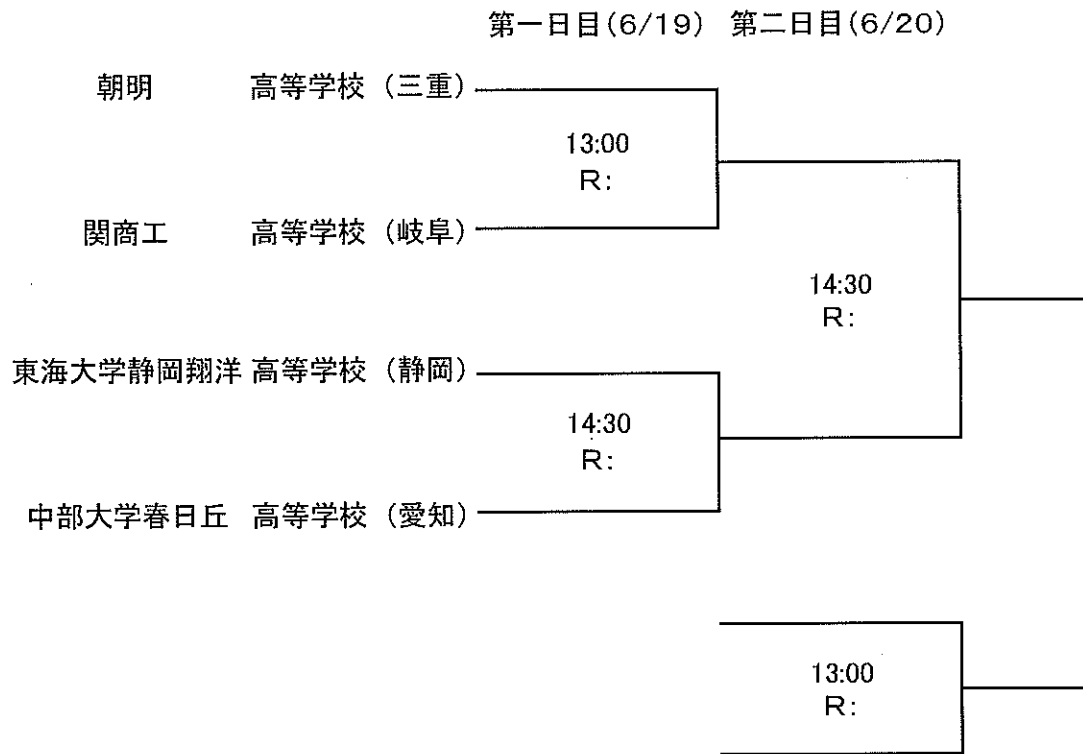 第一日目(6/19) 第二日目(6/20)
朝明 高等学校 (三重)
13:00
R:
関商工 高等学校 (岐阜)
14:30
R:
東海大学静岡翔洋 高等学校 (静岡)
14:30
R:
中部大学春日丘 高等学校 (愛知)
13:00
R: